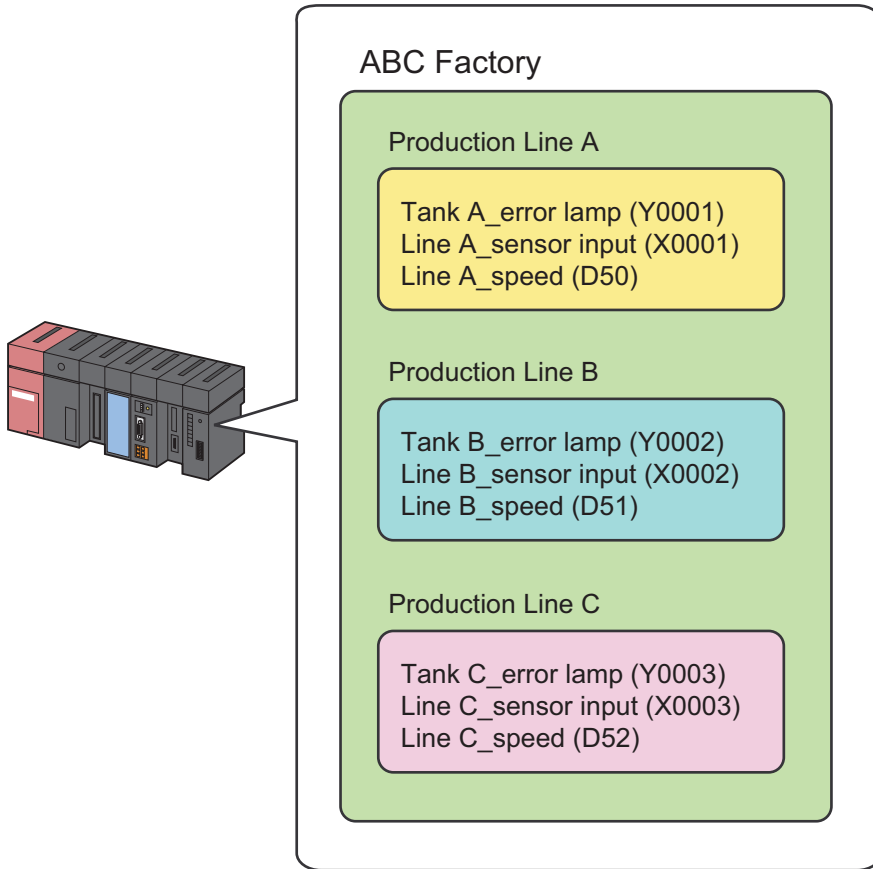 ABC Factory
Production Line A
Tank A_error lamp (Y0001)
Line A_sensor input (X0001)
Line A_speed (D50)
Production Line B
Tank B_error lamp (Y0002)
Line B_sensor input (X0002)
Line B_speed (D51)
Production Line C
Tank C_error lamp (Y0003)
Line C_sensor input (X0003)
Line C_speed (D52)